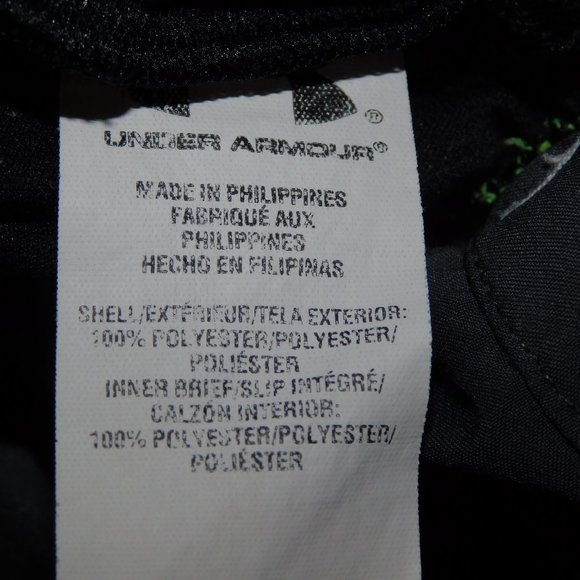 ®
UNDER ARMOUR®
MADE IN PHILIPPINES
FABRIQUÉ AUX
PHILIPPINES
HECHO EN FILIPINAS
SHELL/EXTÉRIEUR/TELA EXTERIOR:
100% POLYESTER/POLYESTER/
POLIÉSTER
INNER BRIEF/SLIP INTÉGRÉ/
CALZÓN INTERIOR:
100% POLYESTER/POLYESTER/
POLIÉSTER